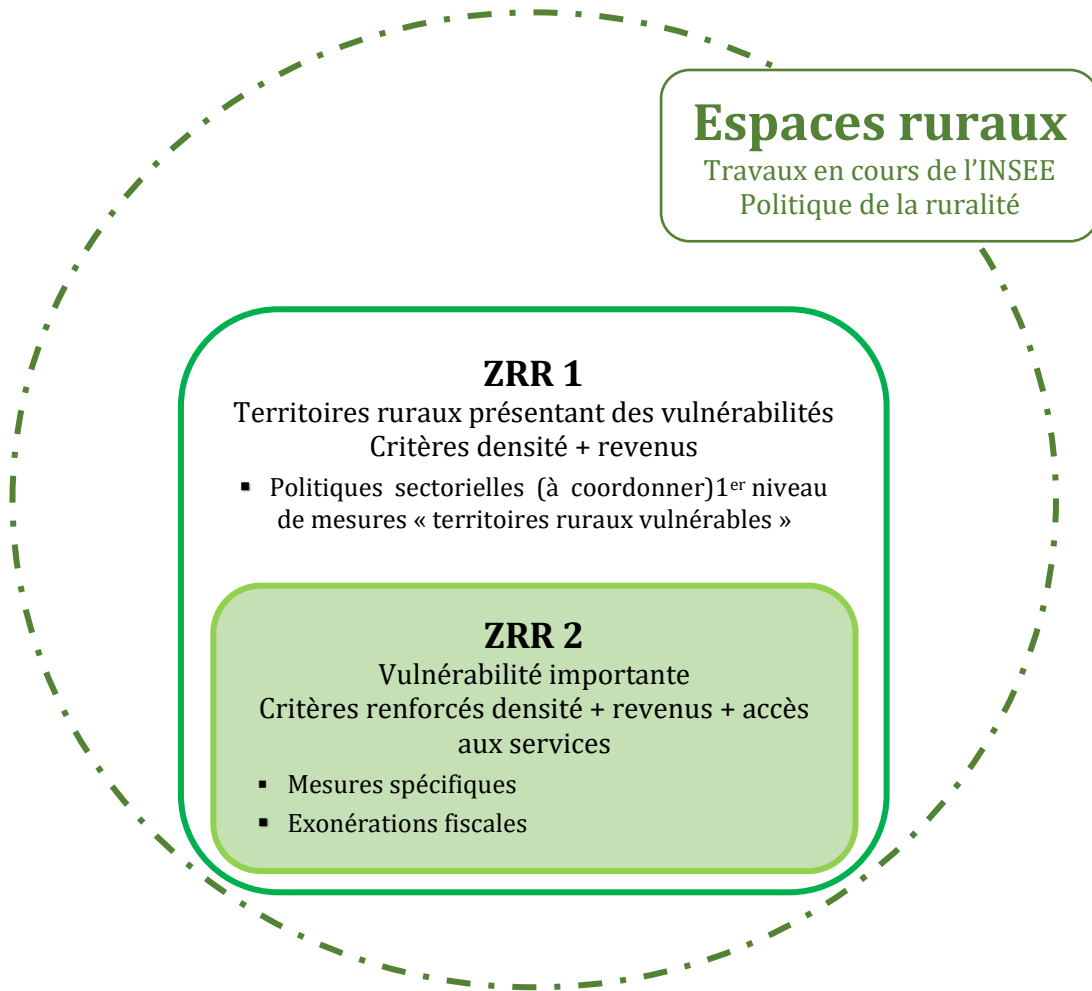 Espaces ruraux
Travaux en cours de l'INSEE
Politique de la ruralité
ZRR 1
Territoires ruraux présentant des vulnérabilités
Critères densité + revenus
▪ Politiques sectorielles (à coordonner)1er niveau
de mesures « territoires ruraux vulnérables »
ZRR 2
Vulnérabilité importante
Critères renforcés densité + revenus + accès
aux services
▪ Mesures spécifiques
▪ Exonérations fiscales